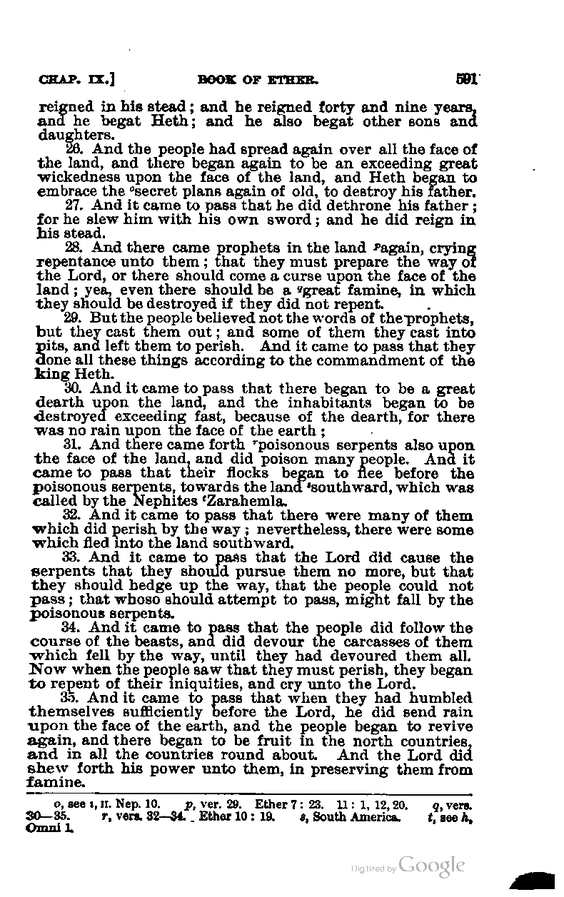 CHAP. IX.] BOOK OF ETHER. 591
reigned in his stead; and he reigned forty and nine years,
and he begat Heth; and he also begat other sons and
daughters.
26. And the people had spread again over all the face of
the land, and there began again to be an exceeding great
wickedness upon the face of the land, and Heth began to
embrace the °secret plans again of old, to destroy his father.
27. And it came to pass that he did dethrone his father;
for he slew him with his own sword; and he did reign in
his stead.
28. And there came prophets in the land ᵖagain, crying
repentance unto them; that they must prepare the way of
the Lord, or there should come a curse upon the face of the
land; yea, even there should be a ᑫgreat famine, in which
they should be destroyed if they did not repent.
29. But the people believed not the words of the prophets,
but they cast them out; and some of them they cast into
pits, and left them to perish. And it came to pass that they
done all these things according to the commandment of the
king Heth.
30. And it came to pass that there began to be a great
dearth upon the land, and the inhabitants began to be
destroyed exceeding fast, because of the dearth, for there
was no rain upon the face of the earth;
31. And there came forth ʳpoisonous serpents also upon
the face of the land, and did poison many people. And it
came to pass that their flocks began to flee before the
poisonous serpents, towards the land ˢsouthward, which was
called by the Nephites ᵗZarahemla.
32. And it came to pass that there were many of them
which did perish by the way; nevertheless, there were some
which fled into the land southward.
33. And it came to pass that the Lord did cause the
serpents that they should pursue them no more, but that
they should hedge up the way, that the people could not
pass; that whoso should attempt to pass, might fall by the
poisonous serpents.
34. And it came to pass that the people did follow the
course of the beasts, and did devour the carcasses of them
which fell by the way, until they had devoured them all.
Now when the people saw that they must perish, they began
to repent of their iniquities, and cry unto the Lord.
35. And it came to pass that when they had humbled
themselves sufficiently before the Lord, he did send rain
upon the face of the earth, and the people began to revive
again, and there began to be fruit in the north countries,
and in all the countries round about. And the Lord did
shew forth his power unto them, in preserving them from
famine.
o, see i, II. Nep. 10. p, ver. 29. Ether 7: 23. 11: 1, 12, 20. q, vers.
30—35. r, vers. 32—34. Ether 10: 19. s, South America. t, see h,
Omni 1.
Digitized by Google